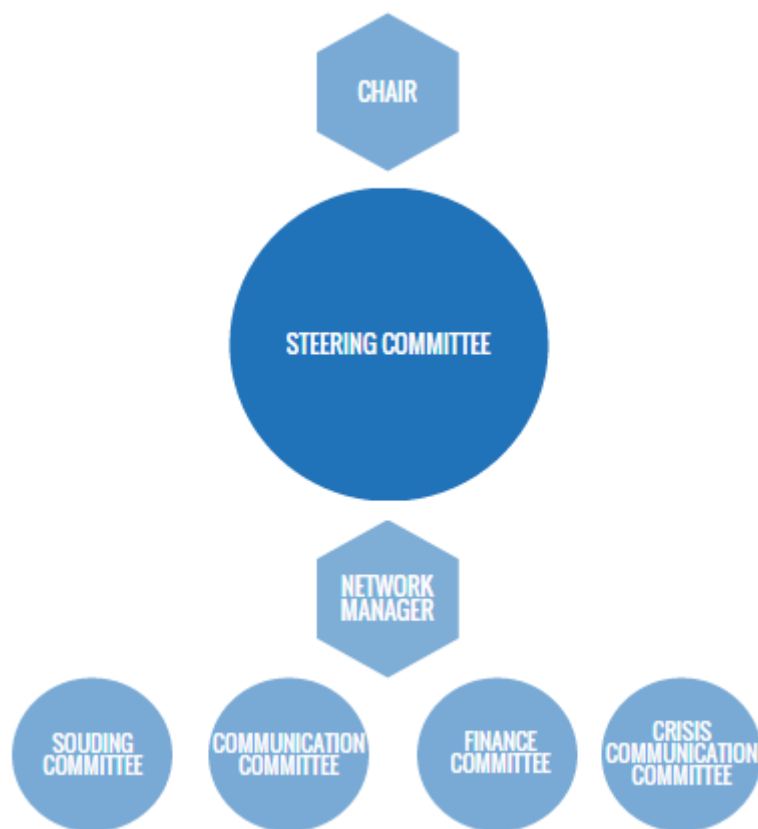 CHAIR
STEERING COMMITTEE
NETWORK
MANAGER
SOUDING
COMMITTEE
COMMUNICATION
COMMITTEE
FINANCE
COMMITTEE
CRISIS
COMMUNICATION
COMMITTEE